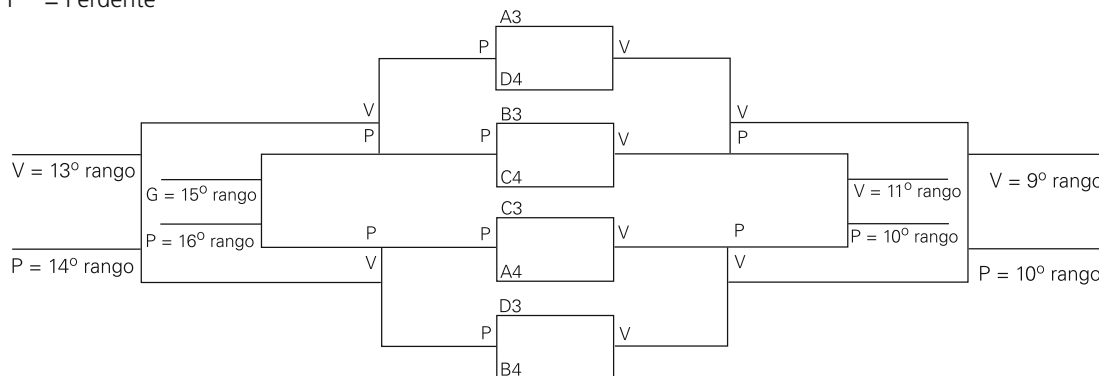 = Perdente
A3
P V
D4
V V
B3
P P V P
C4
V = 13º rango
G = 15º rango
V = 11º rango
V = 9º rango
C3
P P V P
P = 16º rango
P = 10º rango
A4
P = 14º rango
V V
P = 10º rango
D3
P V
B4